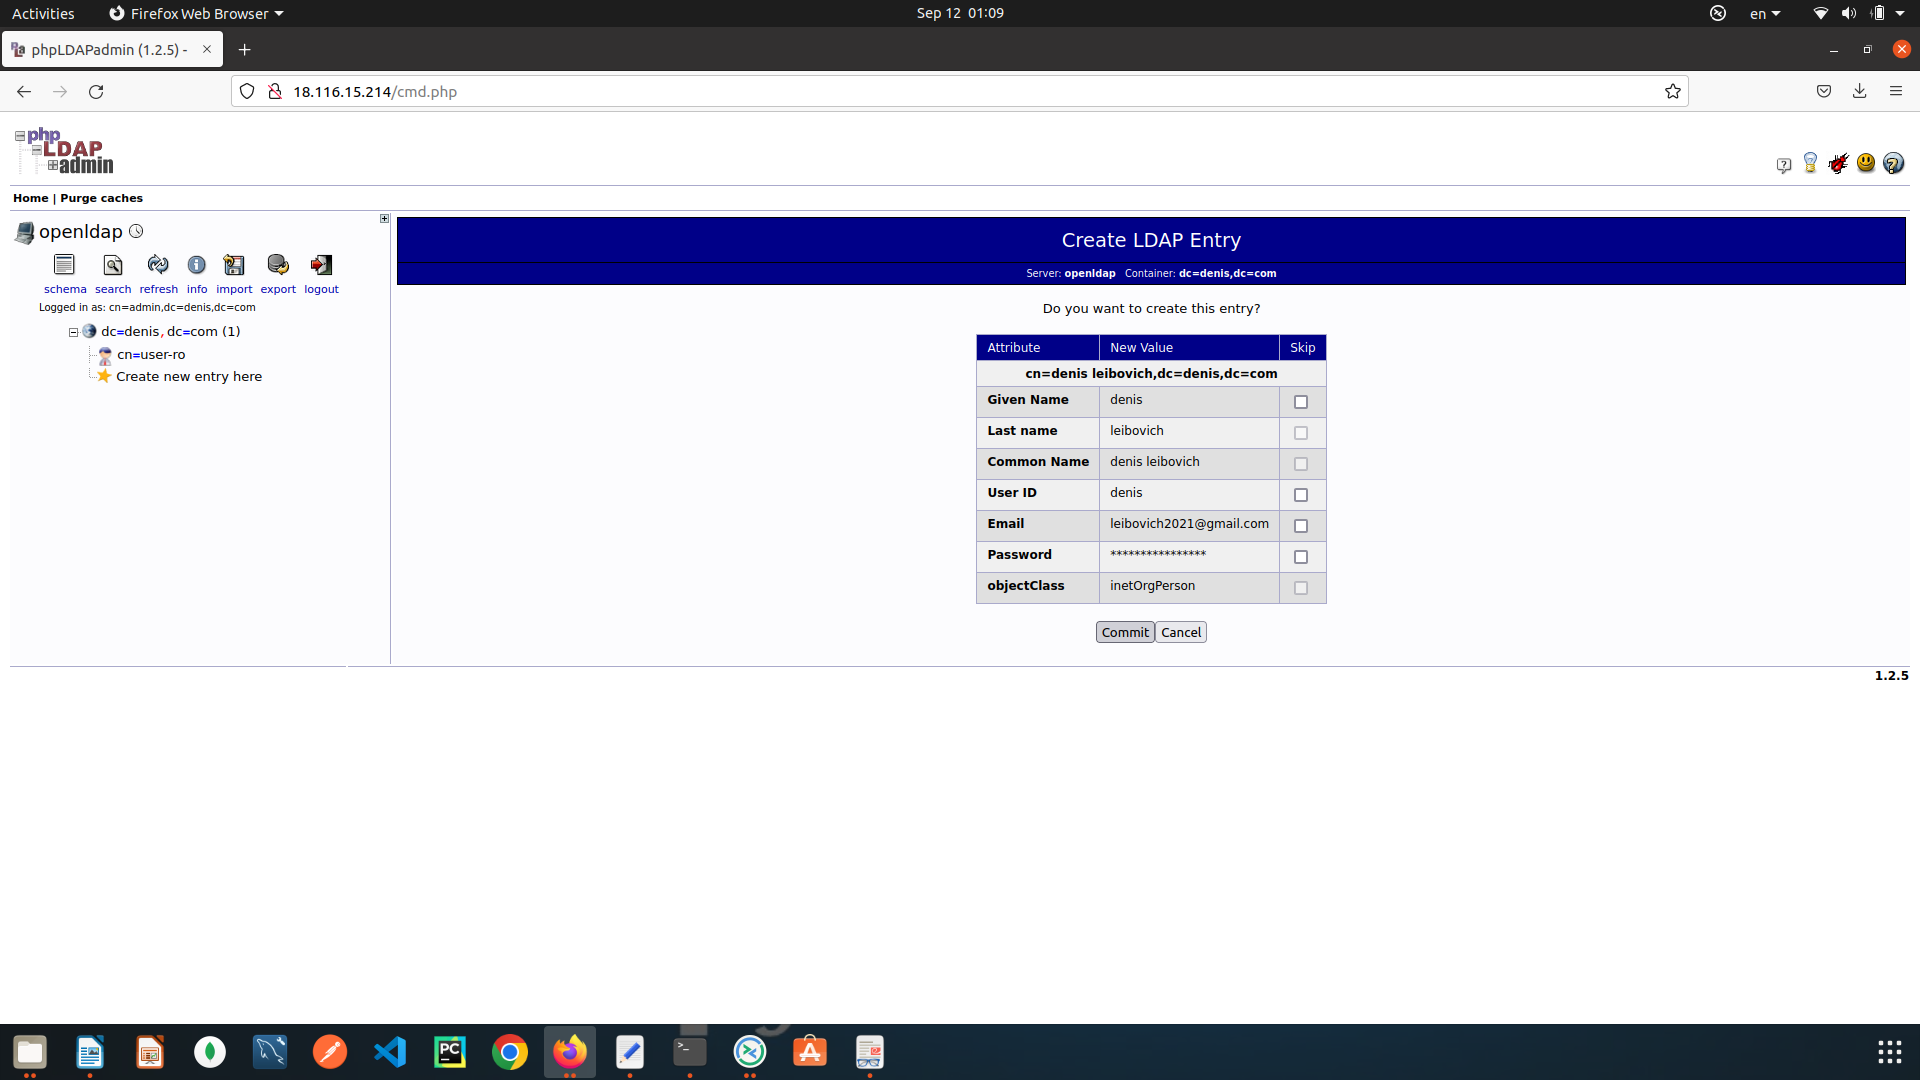 Activities
Firefox Web Browser
Sep 12 01:09
en
phpLDAPadmin (1.2.5) -
18.116.15.214/cmd.php
php
LDAP
admin
Home | Purge caches
openldap
schema search refresh info import export logout
Logged in as: cn=admin,dc=denis,dc=com
dc=denis,dc=com (1)
cn=user-ro
Create new entry here
Create LDAP Entry
Server: openldap Container: dc=denis,dc=com
Do you want to create this entry?
Attribute New Value Skip
cn=denis leibovich,dc=denis,dc=com
Given Name denis
Last name leibovich
Common Name denis leibovich
User ID denis
Email leibovich2021@gmail.com
Password ****************
objectClass inetOrgPerson
Commit Cancel
1.2.5
PC
>_